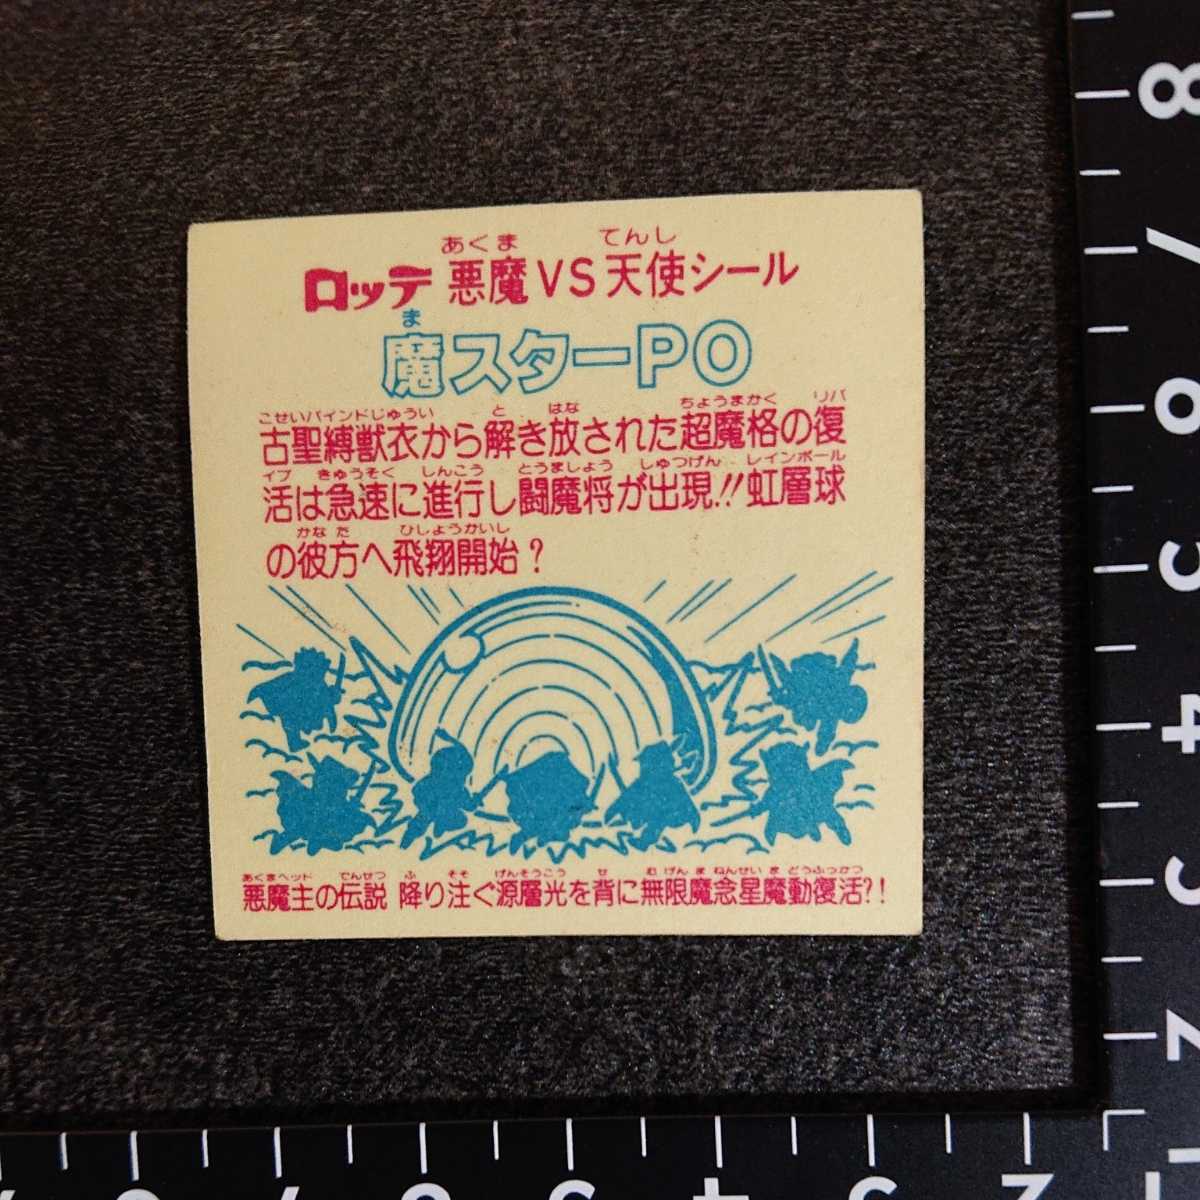 あくま てんし
ロッテ 悪魔VS天使シール
ま
魔スターPO
こせいバインドじゅうい と はな ちょうまかく リバ
古聖縛獣衣から解き放された超魔格の復
イブ きゅうそく しんこう とうましょう しゅつげん レインボール
活は急速に進行し闘魔将が出現!!虹層球
かなた ひしょうかいし
の彼方へ飛翔開始?
あくまヘッド でんせつ ふ そそ げんそうこう せ むげんまねんせいまどうふっかつ
悪魔主の伝説 降り注ぐ源層光を背に無限魔念星魔動復活?!
8
7
6
5
4
3
2
1